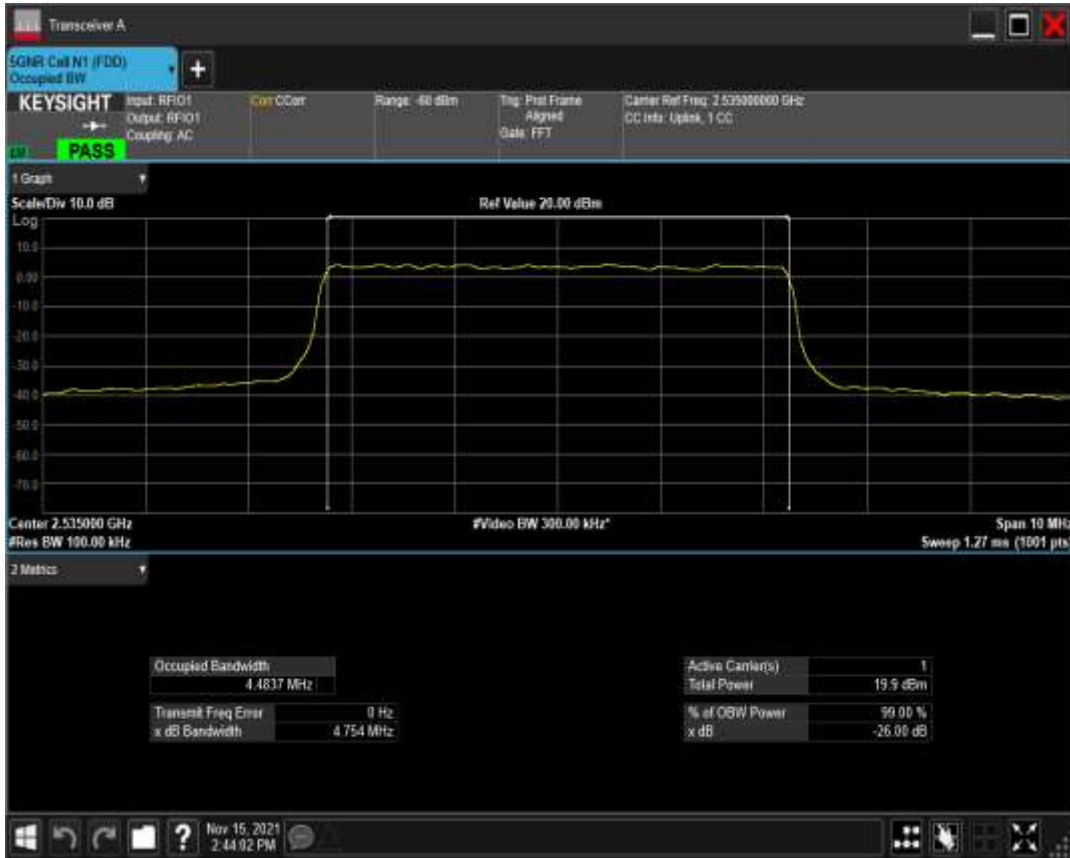 Transceiver A
5GNR Cell N1 (FDD)
Occupied BW
KEYSIGHT
Input: RFIO1
Output: RFIO1
Coupling: AC
Corr CCorr
Range: -60 dBm
Trig: Prot Frame
Aligned
Gate: FFT
Carrier Ref Freq: 2.535000000 GHz
CC Info: Uplink, 1 CC
PASS
1 Graph
Scale/Div 10.0 dB
Ref Value 20.00 dBm
Log
10.0
0.00
-10.0
-20.0
-30.0
-40.0
-50.0
-60.0
-70.0
Center 2.535000 GHz
#Video BW 300.00 kHz*
Span 10 MHz
#Res BW 100.00 kHz
Sweep 1.27 ms (1001 pts)
2 Metrics
Occupied Bandwidth
4.4837 MHz
Transmit Freq Error 0 Hz
x dB Bandwidth 4.754 MHz
Active Carrier(s) 1
Total Power 19.9 dBm
% of OBW Power 99.00 %
x dB -26.00 dB
?
Nov 15, 2021
2:44:02 PM